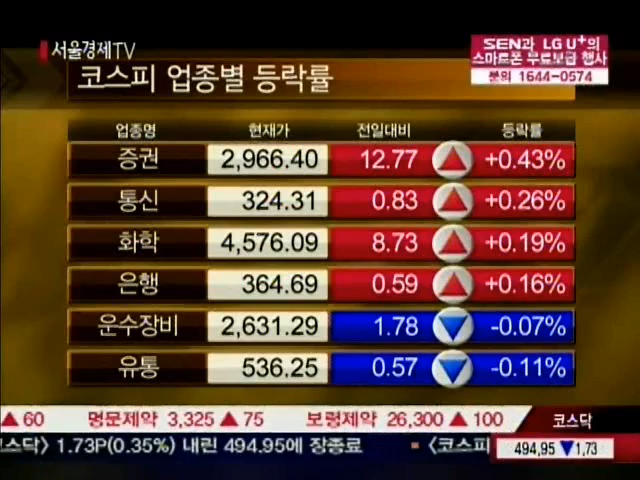 서울경제TV
SEN과 LG U+의
스마트폰 무료보급 행사
문의 1644-0574
코스피 업종별 등락률
업종명 현재가 전일대비 등락률
증권 2,966.40 12.77 ▲ +0.43%
통신 324.31 0.83 ▲ +0.26%
화학 4,576.09 8.73 ▲ +0.19%
은행 364.69 0.59 ▲ +0.16%
운수장비 2,631.29 1.78 ▼ -0.07%
유통 536.25 0.57 ▼ -0.11%
▲60 명문제약 3,325 ▲75 보령제약 26,300 ▲100 코스닥
스닥〉1.73P(0.35%) 내린 494.95에 장종료 ▪〈코스피 494,95 ▼1,73